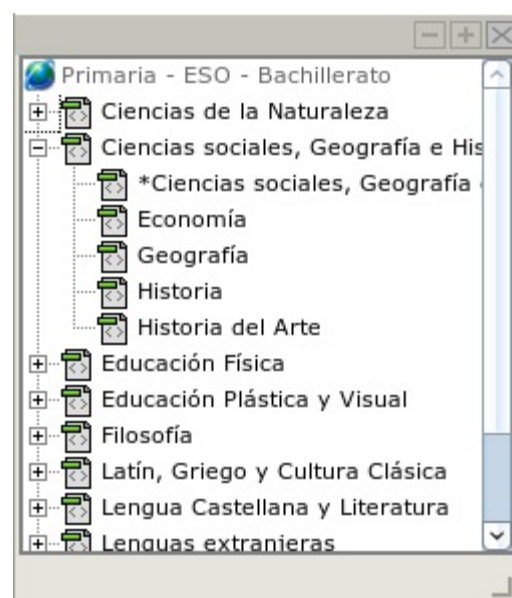 Primaria - ESO - Bachillerato
Ciencias de la Naturaleza
Ciencias sociales, Geografía e His
*Ciencias sociales, Geografía
Economía
Geografía
Historia
Historia del Arte
Educación Física
Educación Plástica y Visual
Filosofía
Latín, Griego y Cultura Clásica
Lengua Castellana y Literatura
Lenguas extranjeras